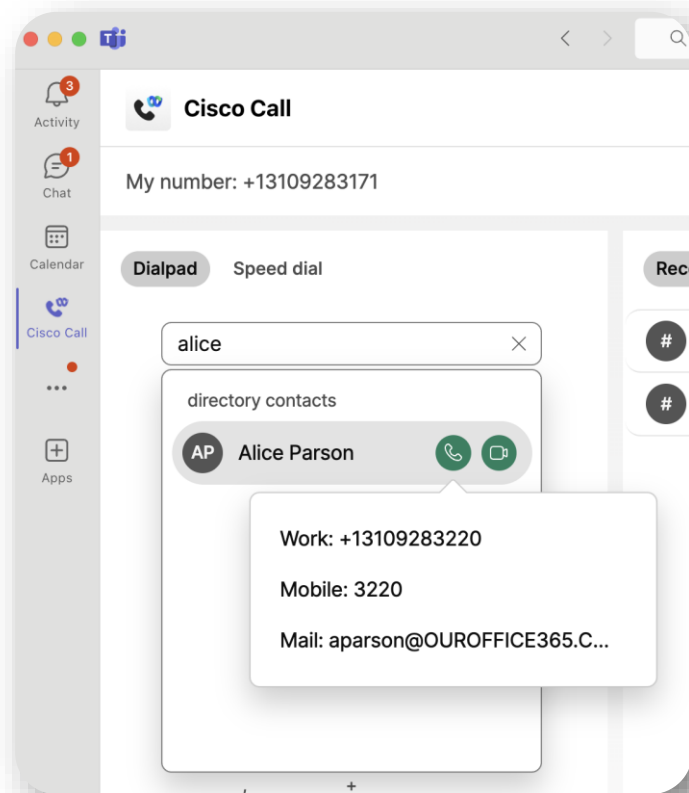 3
Activity
1
Chat
Calendar
Cisco Call
Apps
Cisco Call
My number: +13109283171
Dialpad
Speed dial
alice
directory contacts
AP
Alice Parson
Work: +13109283220
Mobile: 3220
Mail: aparson@OUROFFICE365.C...
+
#
#